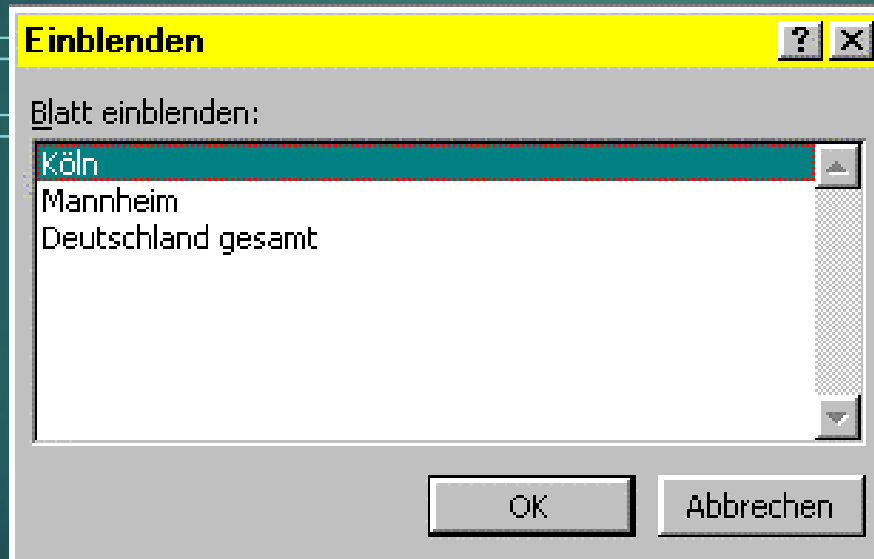 Einblenden
Blatt einblenden:
Köln
Mannheim
Deutschland gesamt
OK
Abbrechen